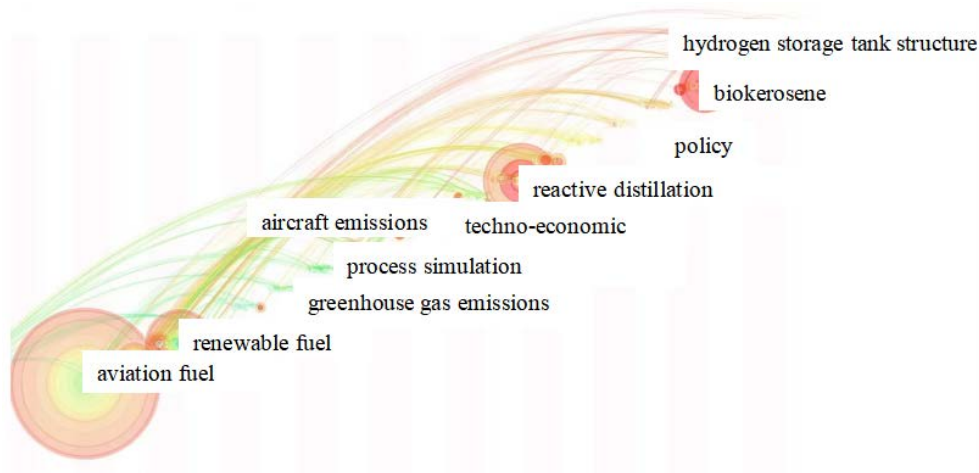 hydrogen storage tank structure
biokerosene
policy
reactive distillation
aircraft emissions
techno-economic
process simulation
greenhouse gas emissions
renewable fuel
aviation fuel